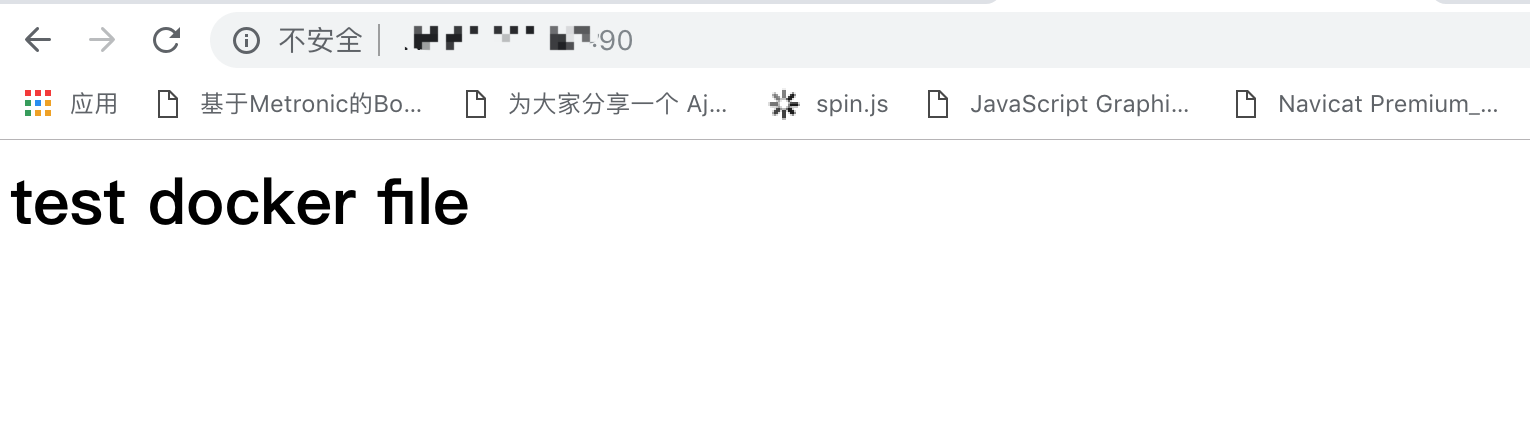 不安全 :90
应用 基于Metronic的Bo... 为大家分享一个 Aj... spin.js JavaScript Graphi... Navicat Premium_...
test docker file